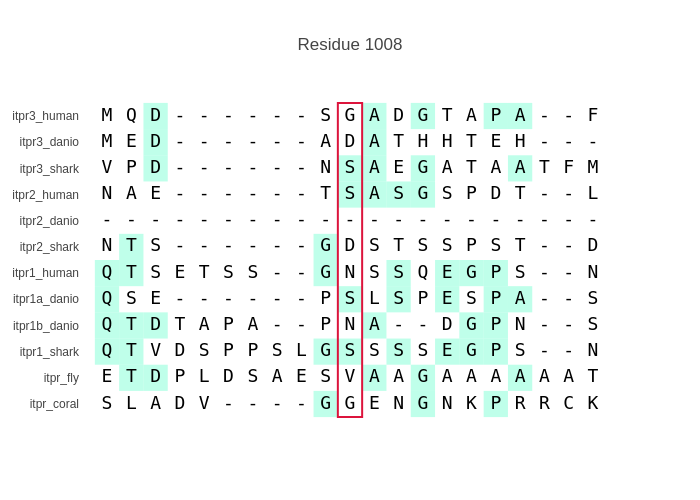 Residue 1008
itpr3_human M Q D - - - - - - S G A D G T A P A - - F
itpr3_danio M E D - - - - - - A D A T H H T E H - - -
itpr3_shark V P D - - - - - - N S A E G A T A A T F M
itpr2_human N A E - - - - - - T S A S G S P D T - - L
itpr2_danio - - - - - - - - - - - - - - - - - - - - -
itpr2_shark N T S - - - - - - G D S T S S P S T - - D
itpr1_human Q T S E T S S - - G N S S Q E G P S - - N
itpr1a_danio Q S E - - - - - - P S L S P E S P A - - S
itpr1b_danio Q T D T A P A - - P N A - - D G P N - - S
itpr1_shark Q T V D S P P S L G S S S S E G P S - - N
itpr_fly E T D P L D S A E S V A A G A A A A A A T
itpr_coral S L A D V - - - - G G E N G N K P R R C K